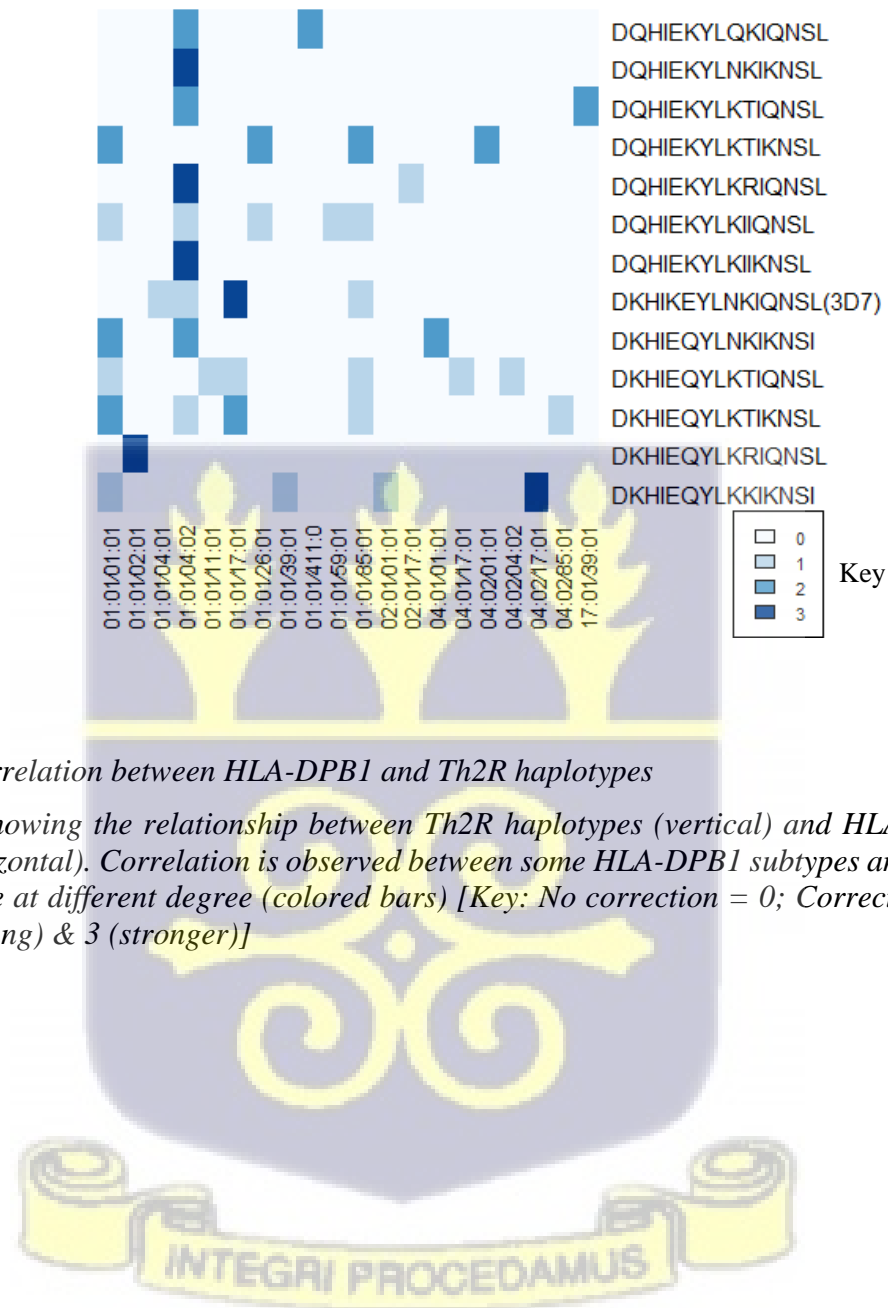 DQHIEKYLQKIQNSL
DQHIEKYLNKIKNSL
DQHIEKYLKTIQNSL
DQHIEKYLKTIKNSL
DQHIEKYLKRIQNSL
DQHIEKYLKIIQNSL
DQHIEKYLKIIKNSL
DKHIKEYLNKIQNSL(3D7)
DKHIEQYLNKIKNSI
DKHIEQYLKTIQNSL
DKHIEQYLKTIKNSL
DKHIEQYLKRIQNSL
DKHIEQYLKKIKNSI
01:01/01:01
01:01/02:01
01:01/04:01
01:01/04:02
01:01/11:01
01:01/17:01
01:01/26:01
01:01/39:01
01:01/411:0
01:01/59:01
01:01/85:01
02:01/01:01
02:01/17:01
04:01/01:01
04:01/17:01
04:02/01:01
04:02/04:02
04:02/17:01
04:02/85:01
17:01/39:01
0
1
2
3
Key
rrelation between HLA-DPB1 and Th2R haplotypes
howing the relationship between Th2R haplotypes (vertical) and HLA
zontal). Correlation is observed between some HLA-DPB1 subtypes an
e at different degree (colored bars) [Key: No correction = 0; Correc
ng) & 3 (stronger)]
INTEGRI PROCEDAMUS